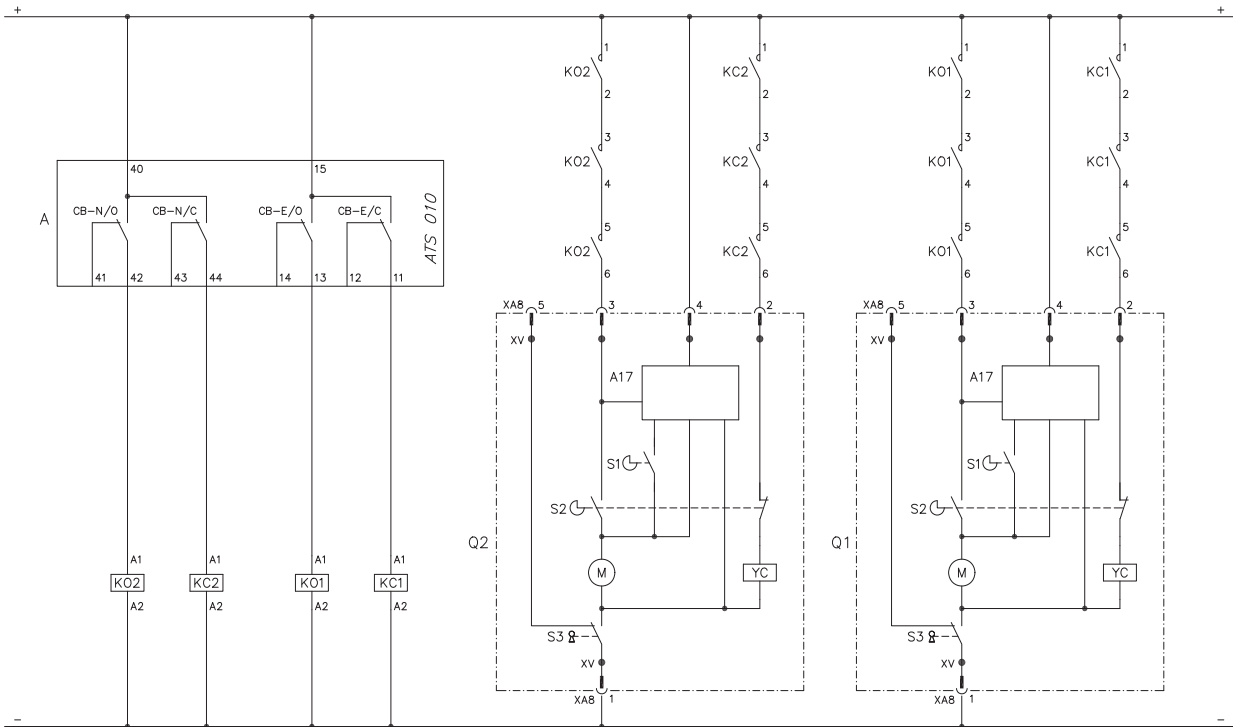 + +
1 1 1 1
KO2 KC2 KO1 KC1
2 2 2 2
3 3 3 3
40 15
KO2 KC2 KO1 KC1
4 4 4 4
CB-N/O CB-N/C CB-E/O CB-E/C
A
ATS 010
5 5 5 5
KO2 KC2 KO1 KC1
41 42 43 44 14 13 12 11
6 6 6 6
XA8 5 3 4 2 XA8 5 3 4 2
XV XV
A17 A17
S1 S1
S2 S2
Q2 Q1
A1 A1 A1 A1
KO2 KC2 KO1 KC1 M YC M YC
A2 A2 A2 A2
S3 S3
XV XV
XA8 1 XA8 1
- -